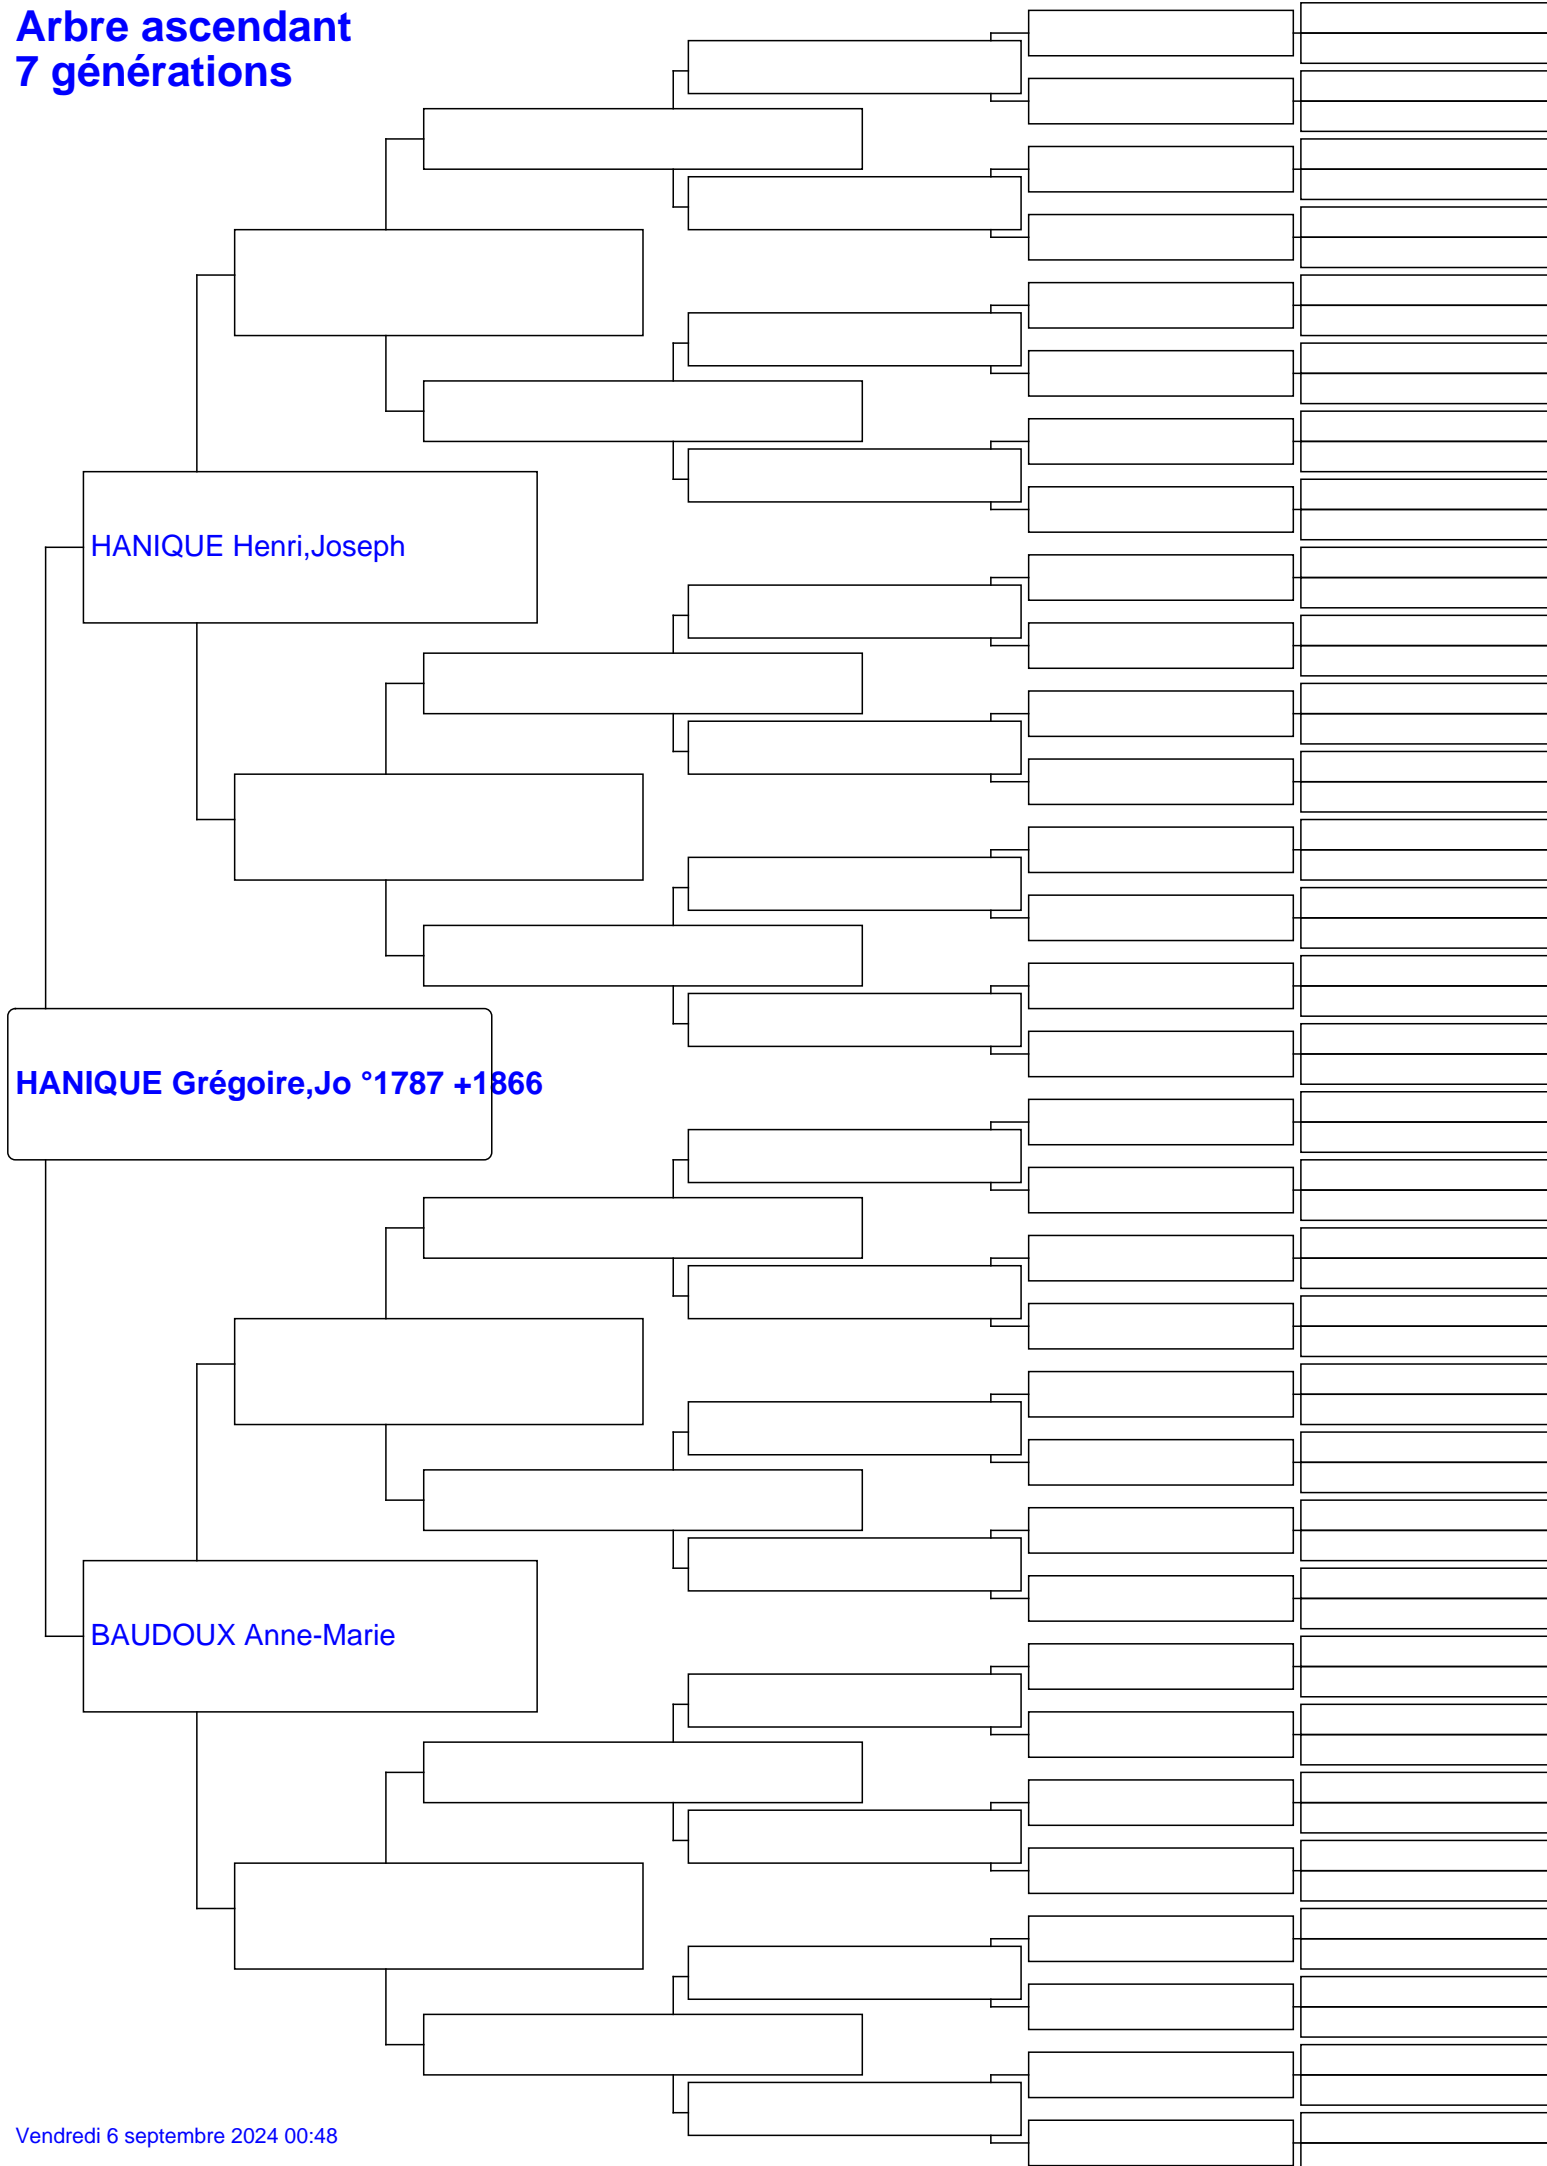 Arbre ascendant
7 générations
HANIQUE Henri,Joseph
HANIQUE Grégoire,Jo °1787 +1866
BAUDOUX Anne-Marie
Vendredi 6 septembre 2024 00:48